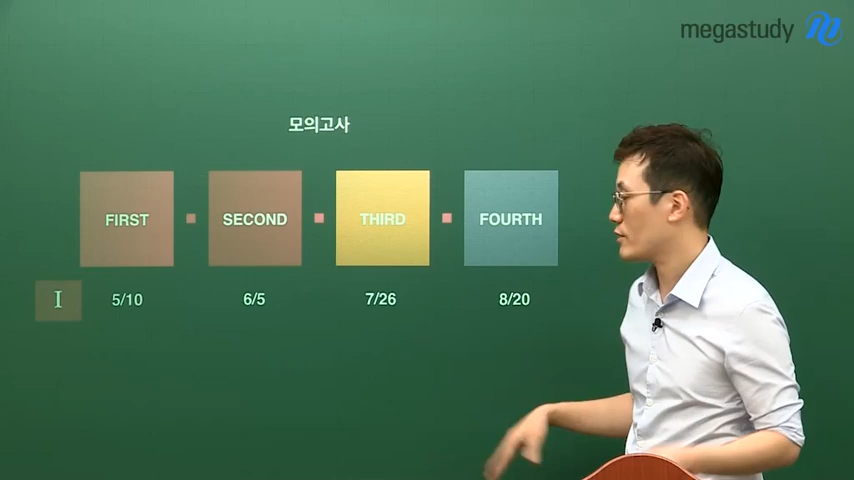 megastudy
모의고사
FIRST SECOND THIRD FOURTH
I 5/10 6/5 7/26 8/20